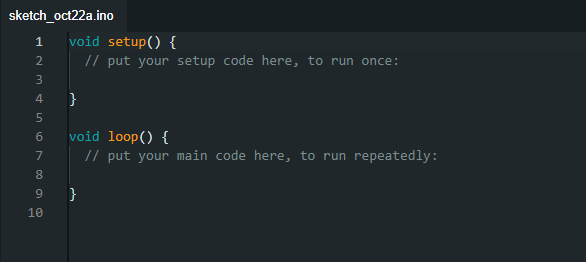 sketch_oct22a.ino
1 void setup() {
2 // put your setup code here, to run once:
3
4 }
5
6 void loop() {
7 // put your main code here, to run repeatedly:
8
9 }
10